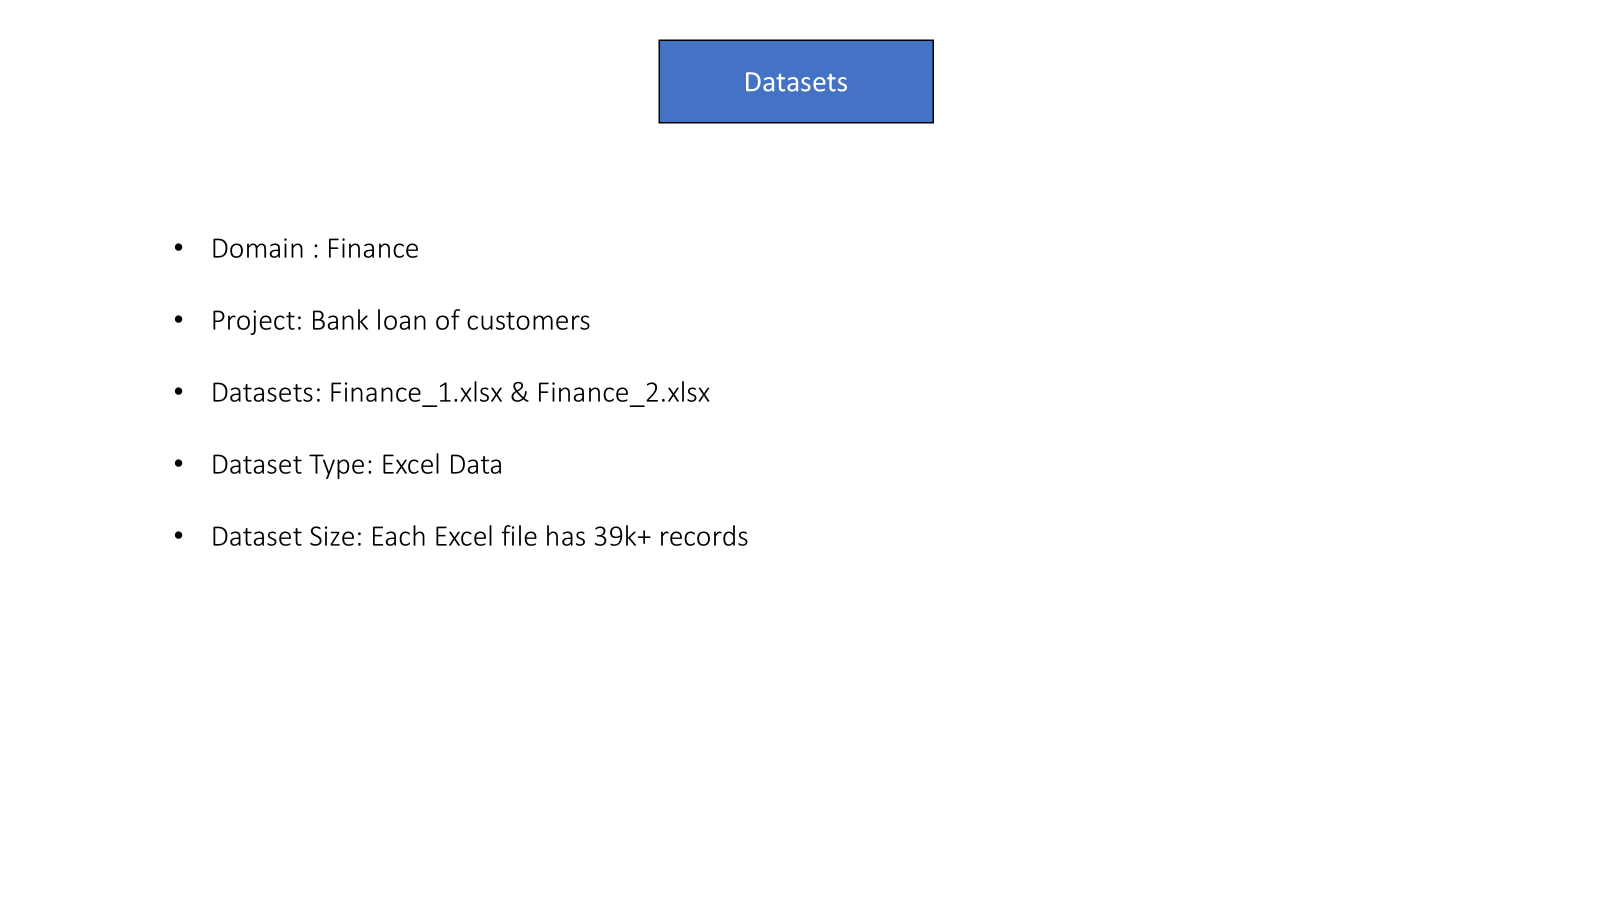 Datasets
• Domain : Finance
• Project: Bank loan of customers
• Datasets: Finance_1.xlsx & Finance_2.xlsx
• Dataset Type: Excel Data
• Dataset Size: Each Excel file has 39k+ records